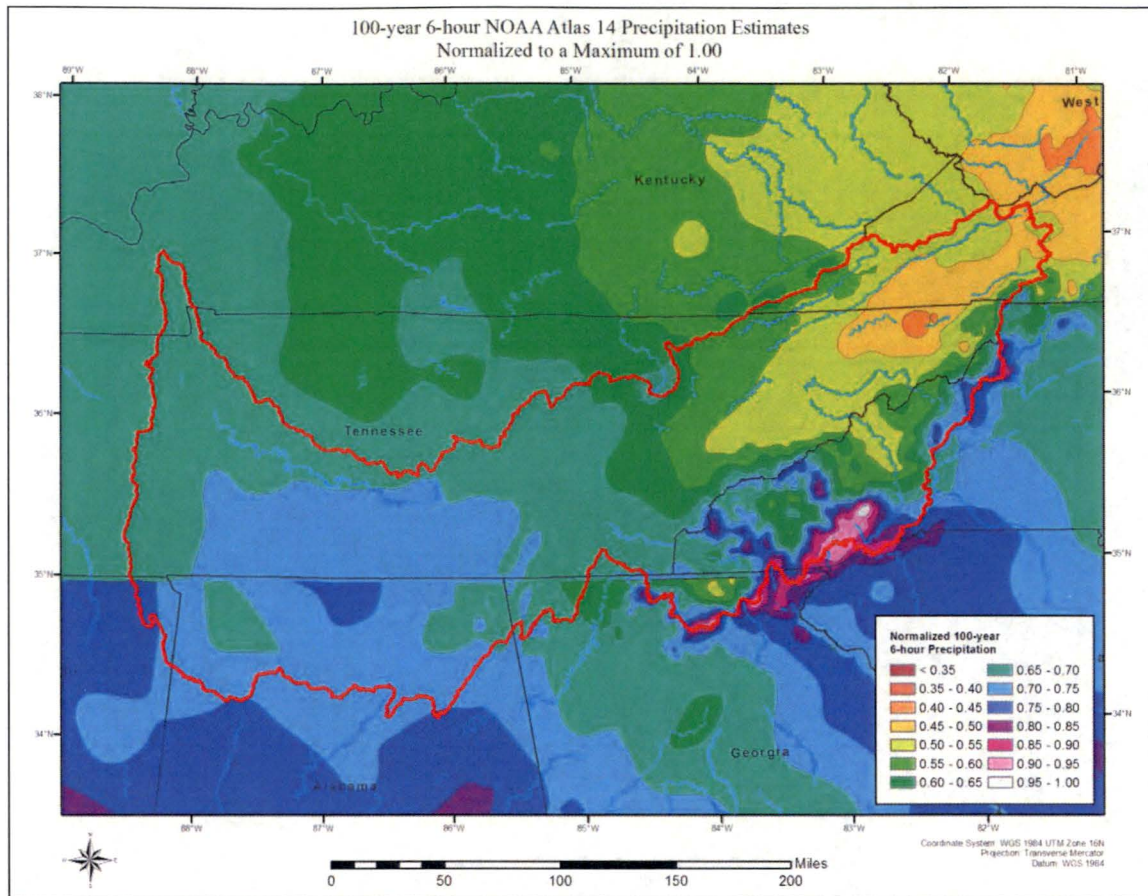 100-year 6-hour NOAA Atlas 14 Precipitation Estimates
Normalized to a Maximum of 1.00
89°W 88°W 87°W 86°W 85°W 84°W 83°W 82°W 81°W
38°N
38°N
West
Kentucky
37°N
37°N
36°N
36°N
Tennessee
35°N
35°N
34°N
34°N
Georgia
Alabama
Normalized 100-year
6-hour Precipitation
< 0.35
0.35 - 0.40
0.40 - 0.45
0.45 - 0.50
0.50 - 0.55
0.55 - 0.60
0.60 - 0.65
0.65 - 0.70
0.70 - 0.75
0.75 - 0.80
0.80 - 0.85
0.85 - 0.90
0.90 - 0.95
0.95 - 1.00
88°W 87°W 86°W 85°W 84°W 83°W 82°W
Miles
0 50 100 150 200
Coordinate System: WGS 1984 UTM Zone 16N
Projection: Transverse Mercator
Datum: WGS 1984